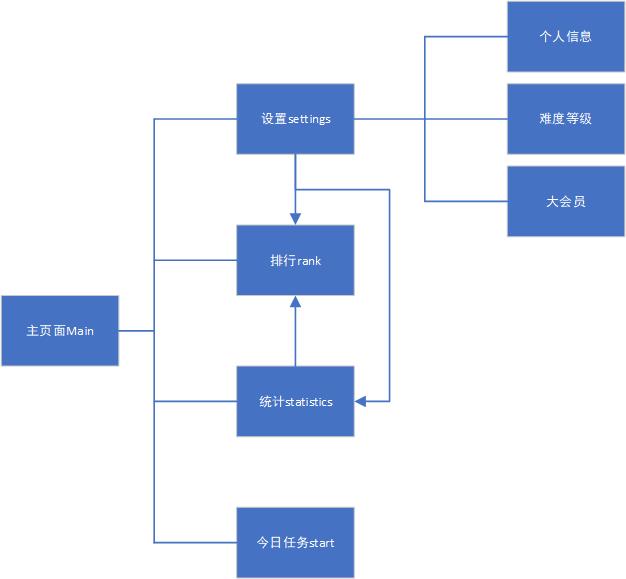 个人信息
设置settings
难度等级
大会员
排行rank
主页面Main
统计statistics
今日任务start